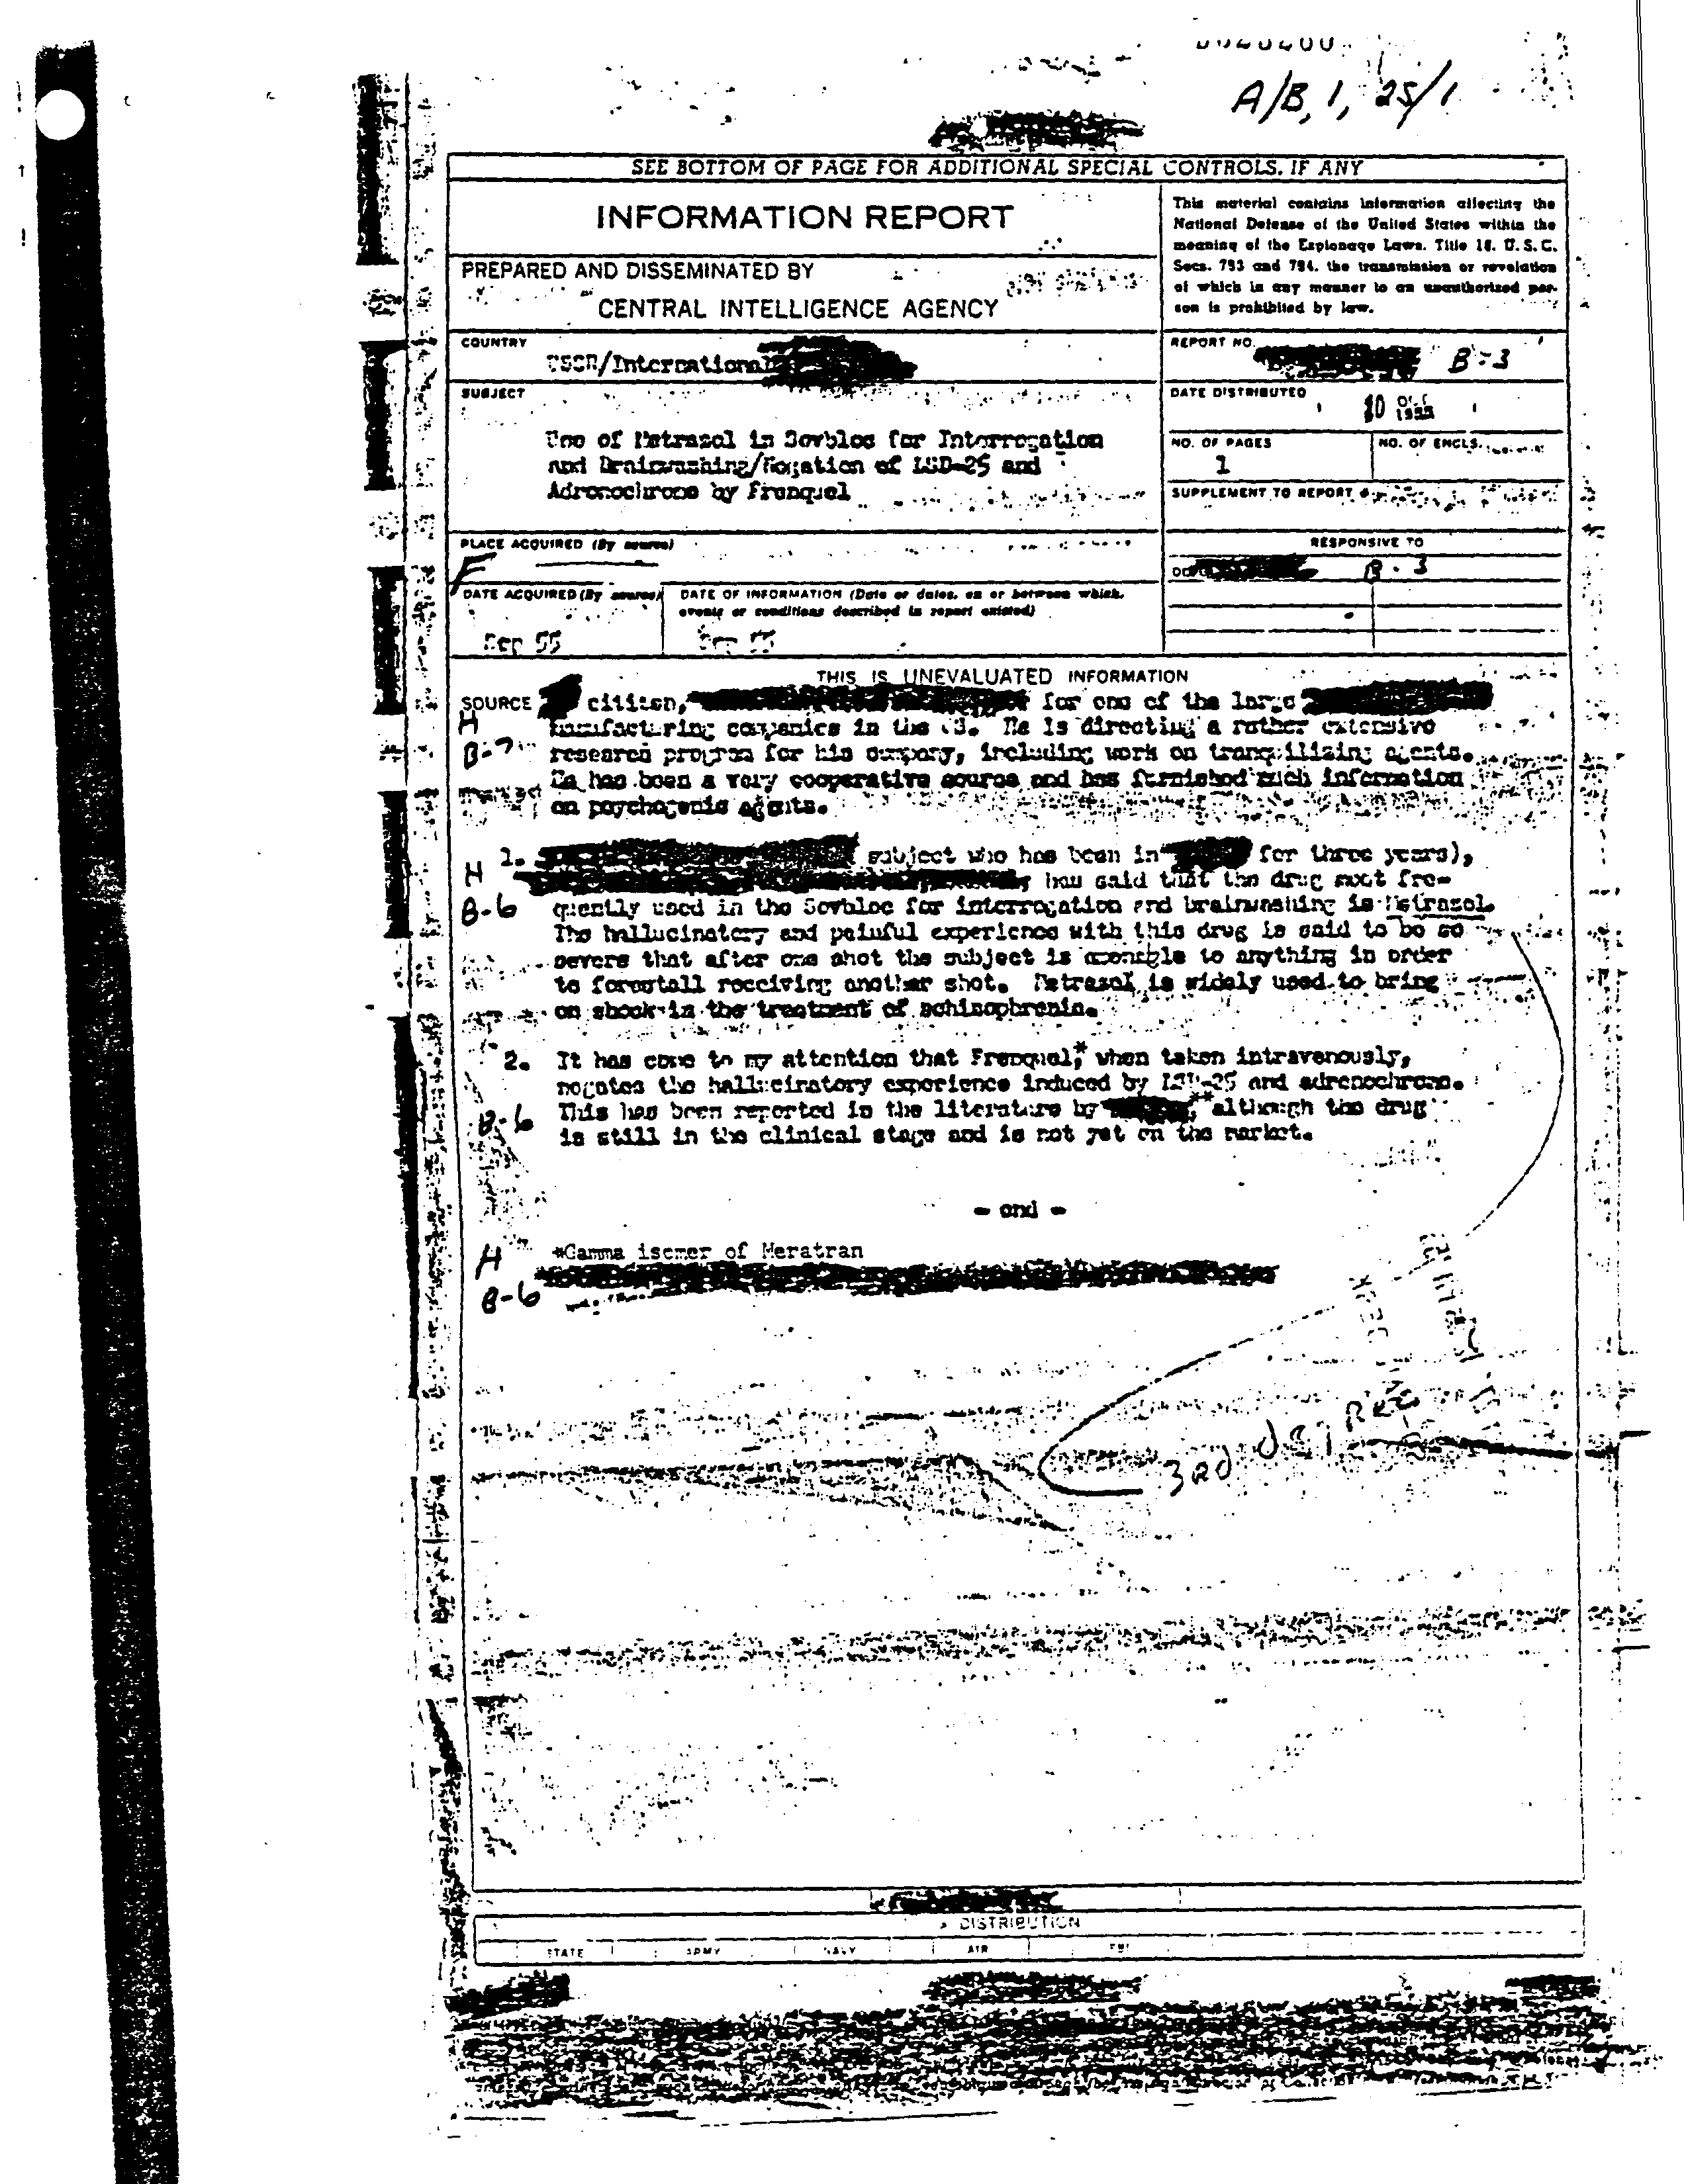 A/B, 1, 25/1
SEE BOTTOM OF PAGE FOR ADDITIONAL SPECIAL CONTROLS, IF ANY
INFORMATION REPORT
PREPARED AND DISSEMINATED BY
CENTRAL INTELLIGENCE AGENCY
This material contains information affecting the
National Defense of the United States within the
meaning of the Espionage Laws, Title 18, U.S.C.
Secs. 793 and 794, the transmission or revelation
of which in any manner to an unauthorized per-
son is prohibited by law.
COUNTRY
USSR/International
REPORT NO.
B-3
SUBJECT
Use of Metrazol in Sovbloc for Interrogation
and Brainwashing/Negation of LSD-25 and
Adrenochrome by Frenquel
DATE DISTRIBUTED
10
NO. OF PAGES
1
NO. OF ENCLS.
SUPPLEMENT TO REPORT #
PLACE ACQUIRED (By source)
F
RESPONSIVE TO
B-3
DATE ACQUIRED (By source)
Sep 55
DATE OF INFORMATION (Date or dates, on or between which,
events or conditions described in report existed)
Sep 55
THIS IS UNEVALUATED INFORMATION
SOURCE citizen, for one of the large
H
manufacturing companies in the US. He is directing a rather extensive
B-7
research program for his company, including work on tranquilizing agents.
He has been a very cooperative source and has furnished much information
on psychogenic agents.
1. subject who has been in for three years),
H
has said that the drug most fre-
B-6
quently used in the Sovbloc for interrogation and brainwashing is Metrazol.
The hallucinatory and painful experience with this drug is said to be so
severe that after one shot the subject is amenable to anything in order
to forestall receiving another shot. Metrazol is widely used to bring
on shock in the treatment of schizophrenia.
2. It has come to my attention that Frenquel,* when taken intravenously,
negates the hallucinatory experience induced by LSD-25 and adrenochrome.
B-6
This has been reported in the literature by ** although the drug
is still in the clinical stage and is not yet on the market.
- end -
H
*Gamma isomer of Meratran
B-6
3RD
DISTRIBUTION
STATE ARMY NAVY AIR FBI